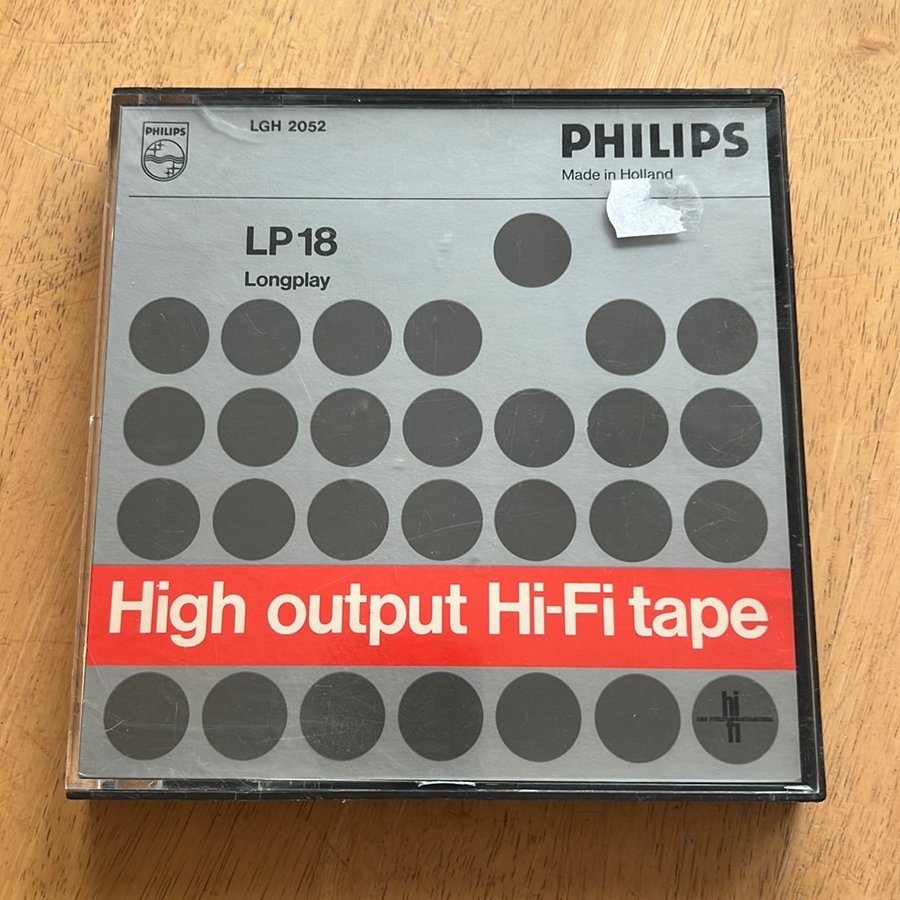 PHILIPS
LGH 2052
PHILIPS
Made in Holland
LP 18
Longplay
High output Hi-Fi tape
hi
fi